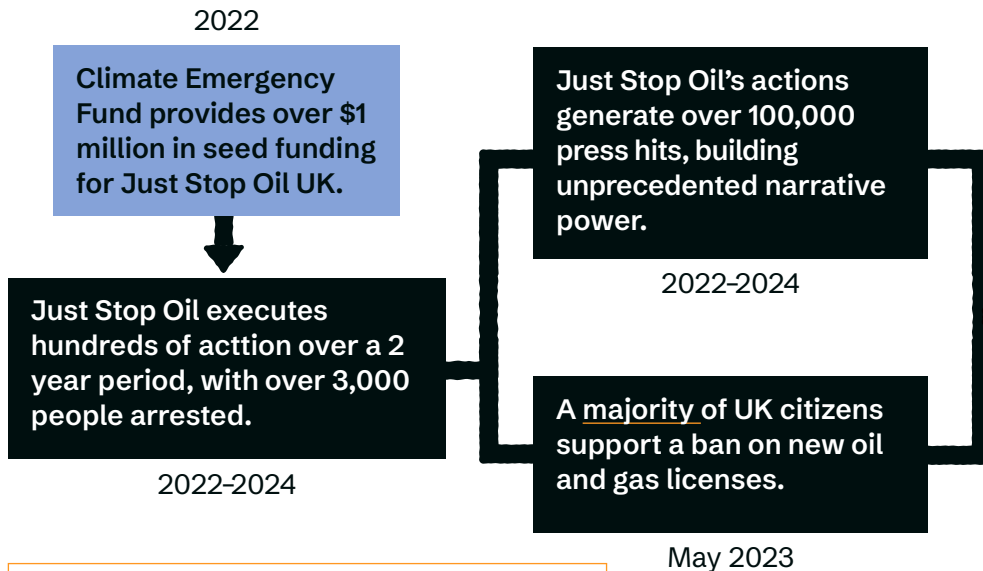 2022
Climate Emergency
Fund provides over $1
million in seed funding
for Just Stop Oil UK.
Just Stop Oil executes
hundreds of acttion over a 2
year period, with over 3,000
people arrested.
2022–2024
Just Stop Oil’s actions
generate over 100,000
press hits, building
unprecedented narrative
power.
2022–2024
A majority of UK citizens
support a ban on new oil
and gas licenses.
May 2023